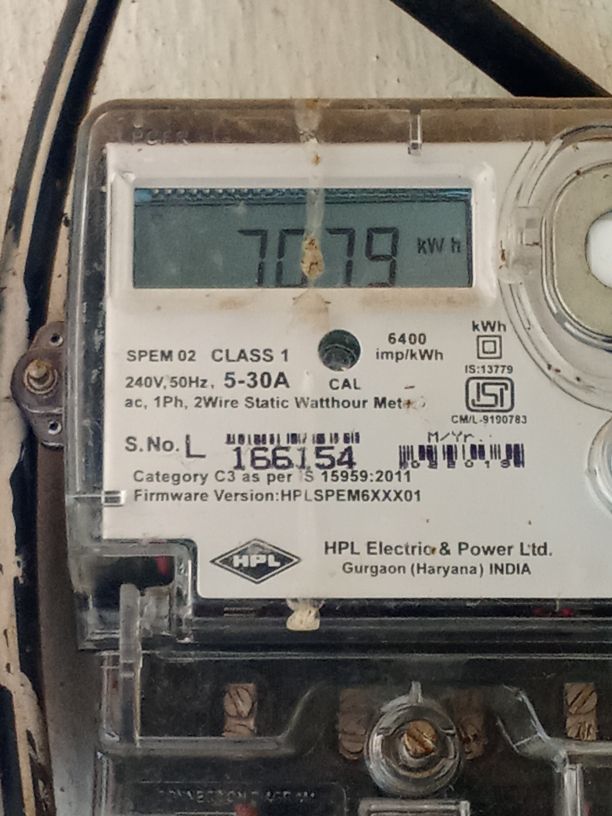 7079 kWh
SPEM 02 CLASS 1
240V, 50Hz, 5-30A
ac, 1Ph, 2Wire Static Watthour
CAL
6400
imp/kWh
kWh
IS:13779
ISI
CM/L-9190783
S.No. L 166154
M/Yr.
Category C3 as per IS 15959:2011
Firmware Version:HPLSPEM6XXX01
HPL
HPL Electric & Power Ltd.
Gurgaon (Haryana) INDIA